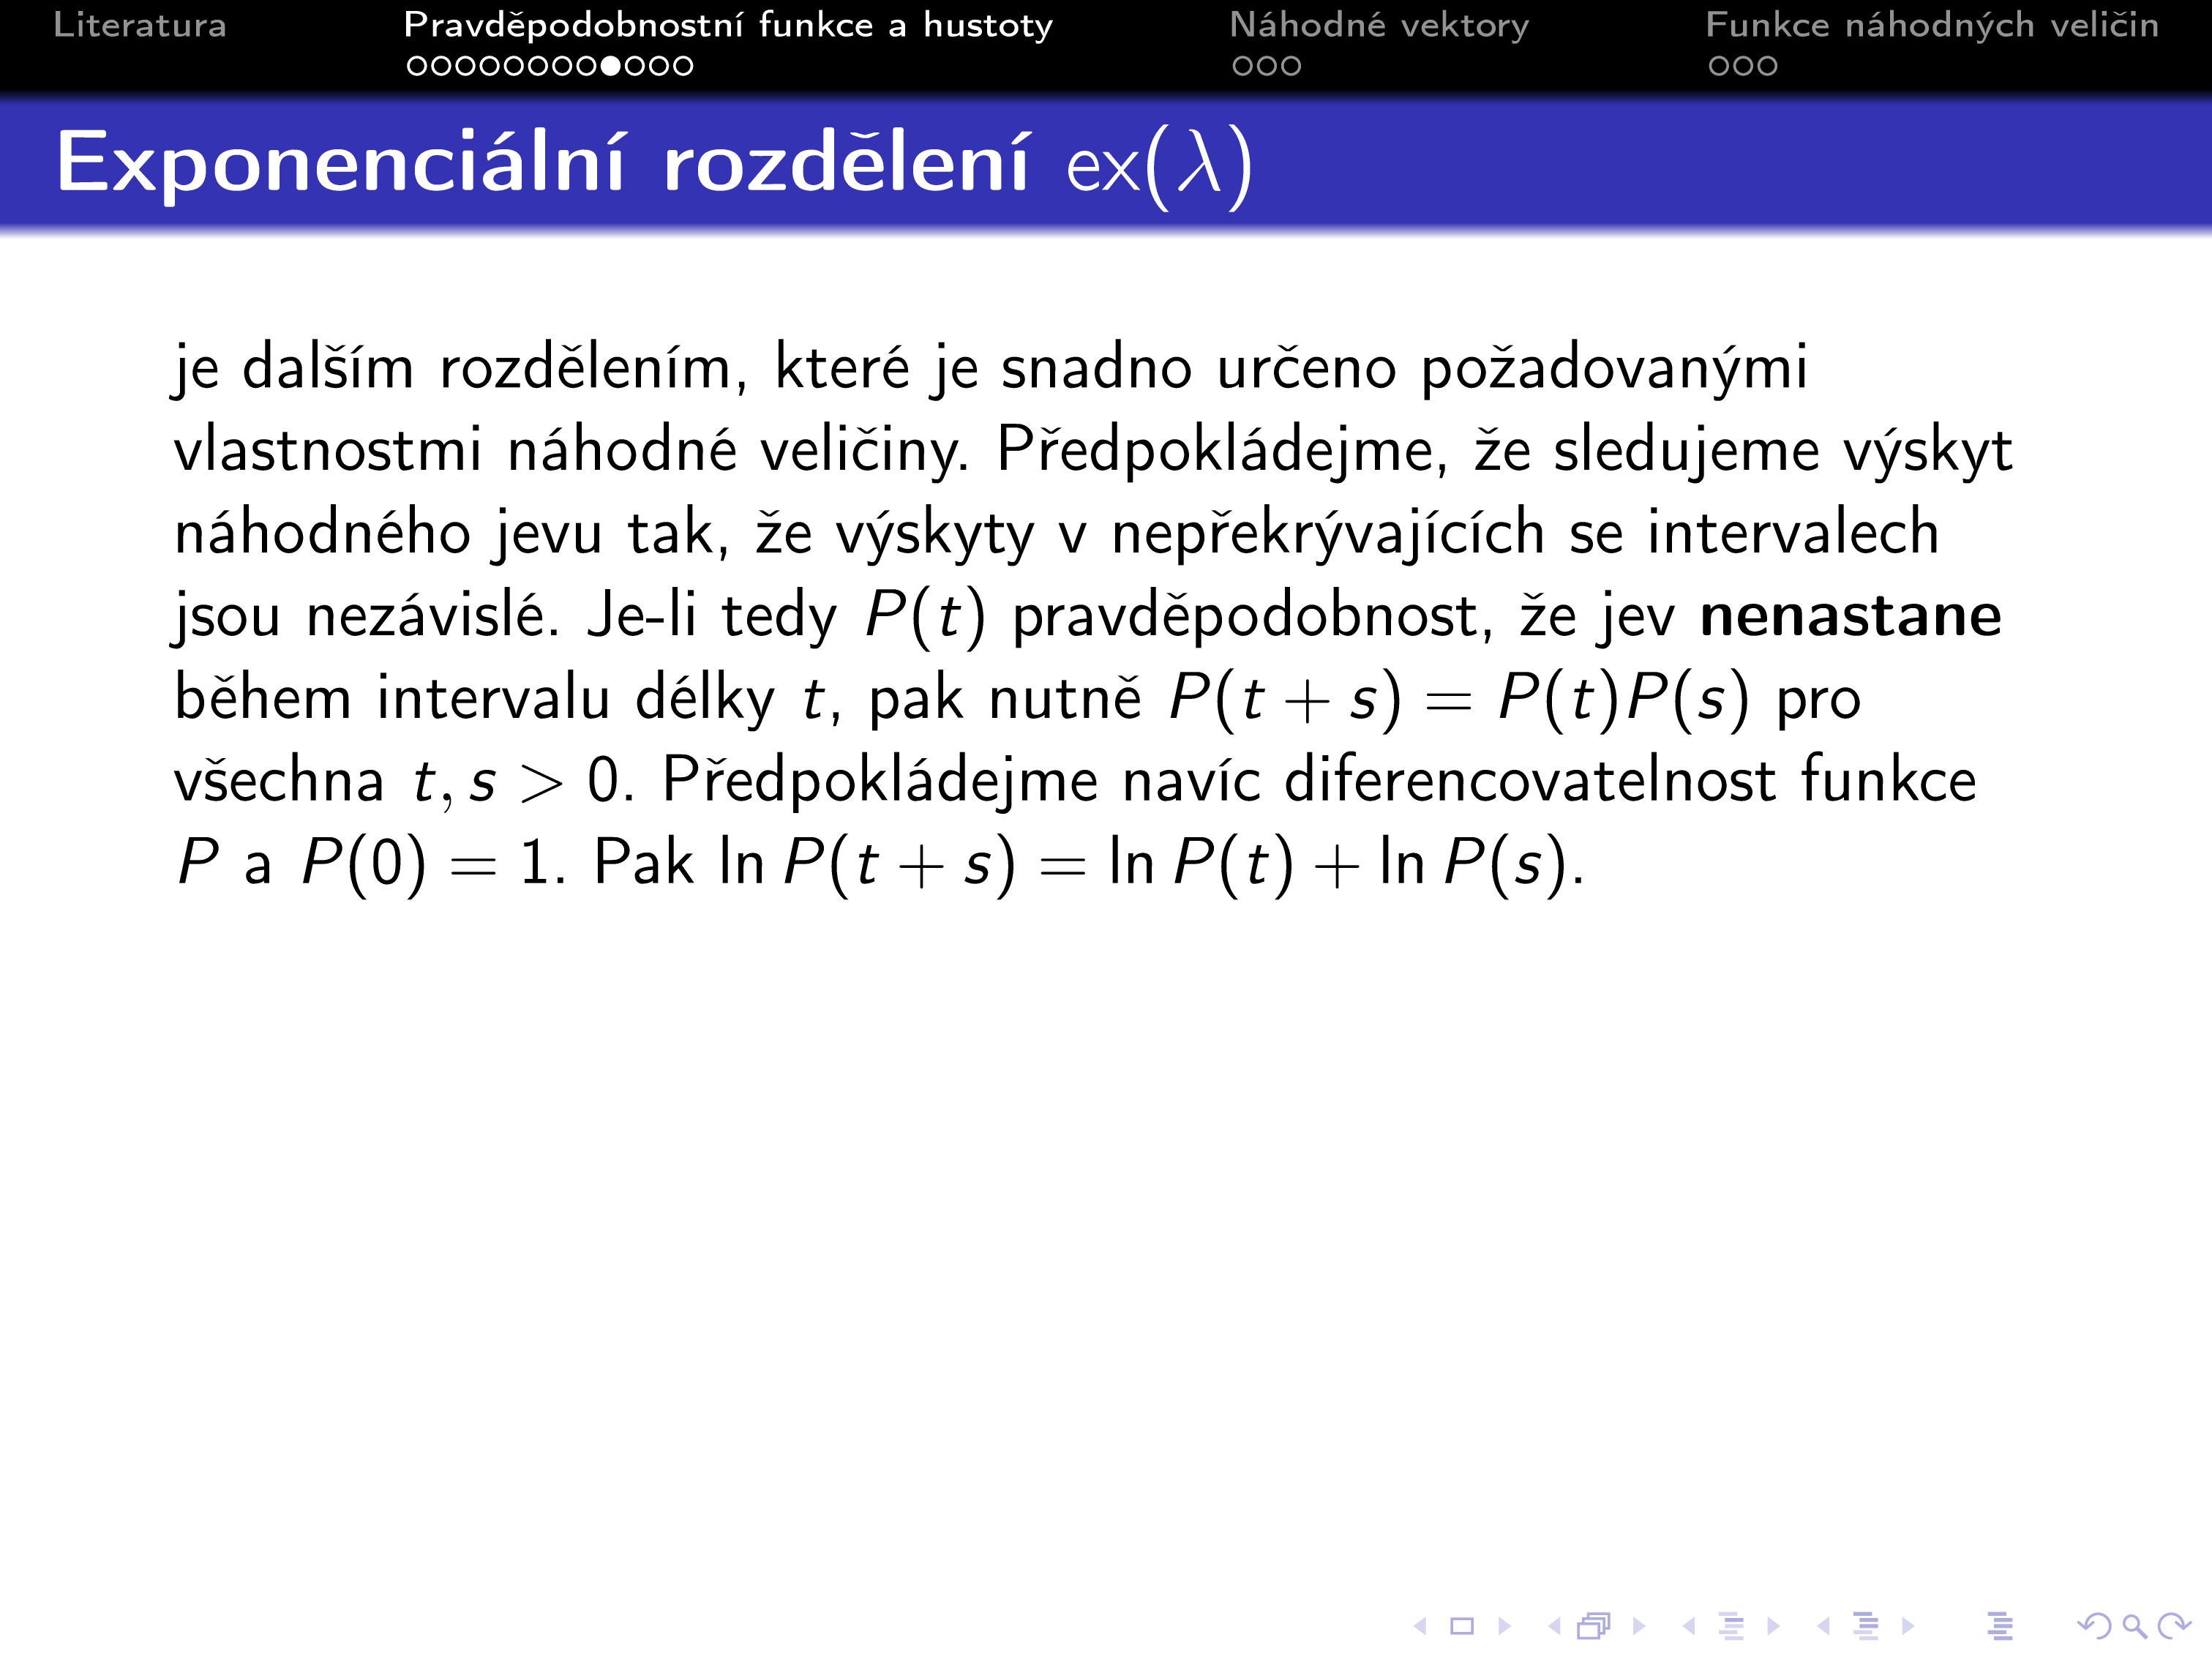 Literatura
Pravděpodobnostní funkce a hustoty
Náhodné vektory
Funkce náhodných veličin
Exponenciální rozdělení ex(λ)
je dalším rozdělením, které je snadno určeno požadovanými
vlastnostmi náhodné veličiny. Předpokládejme, že sledujeme výskyt
náhodného jevu tak, že výskyty v nepřekrývajících se intervalech
jsou nezávislé. Je-li tedy P(t) pravděpodobnost, že jev nenastane
během intervalu délky t, pak nutně P(t + s) = P(t)P(s) pro
všechna t, s > 0. Předpokládejme navíc diferencovatelnost funkce
P a P(0) = 1. Pak ln P(t + s) = ln P(t) + ln P(s).